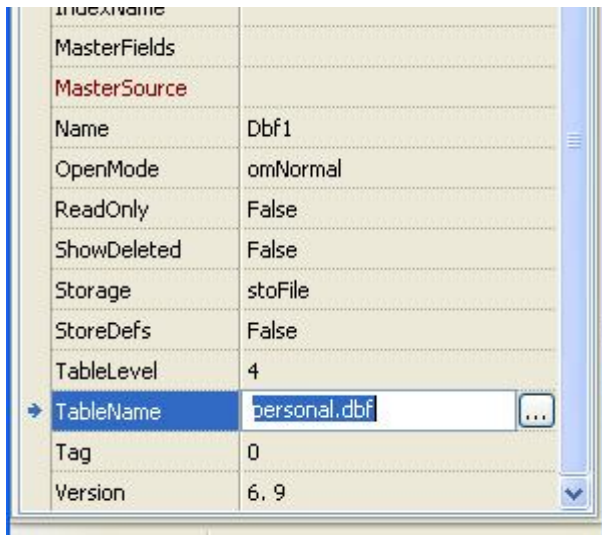 IndexName
MasterFields
MasterSource
Name Dbf1
OpenMode omNormal
ReadOnly False
ShowDeleted False
Storage stoFile
StoreDefs False
TableLevel 4
TableName personal.dbf ...
Tag 0
Version 6. 9